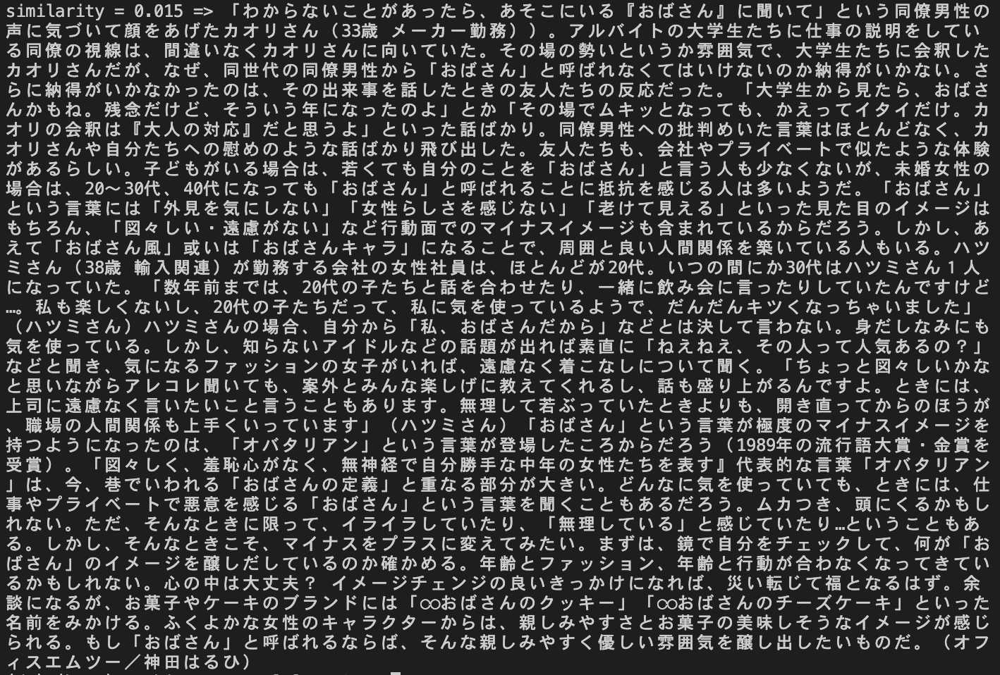 similarity = 0.015 => 「わからないことがあったら、あそこにいる『おばさん』に聞いて」という同僚男性の
声に気づいて顔をあげたカオリさん（33歳 メーカー勤務））。アルバイトの大学生たちに仕事の説明をしてい
る同僚の視線は、間違いなくカオリさんに向いていた。その場の勢いというか雰囲気で、大学生たちに会釈した
カオリさんだが、なぜ、同世代の同僚男性から「おばさん」と呼ばれなくてはいけないのか納得がいかない。さ
らに納得がいかなかったのは、その出来事を話したときの友人たちの反応だった。「大学生から見たら、おばさ
んかもね。残念だけど、そういう年になったのよ」とか「その場でムキッとなっても、かえってイタイだけ。カ
オリの会釈は『大人の対応』だと思うよ」といった話ばかり。同僚男性への批判めいた言葉はほとんどなく、カ
オリさんや自分たちへの慰めのような話ばかり飛び出した。友人たちも、会社やプライベートで似たような体験
があるらしい。子どもがいる場合は、若くても自分のことを「おばさん」と言う人も少なくないが、未婚女性の
場合は、20〜30代、40代になっても「おばさん」と呼ばれることに抵抗を感じる人は多いようだ。「おばさん」
という言葉には「外見を気にしない」「女性らしさを感じない」「老けて見える」といった見た目のイメージは
もちろん、「図々しい・遠慮がない」など行動面でのマイナスイメージも含まれているからだろう。しかし、あ
えて「おばさん風」或いは「おばさんキャラ」になることで、周囲と良い人間関係を築いている人もいる。ハツ
ミさん（38歳 輸入関連）が勤務する会社の女性社員は、ほとんどが20代。いつの間にか30代はハツミさん１人
になっていた。「数年前までは、20代の子たちと話を合わせたり、一緒に飲み会に言ったりしていたんですけど
…。私も楽しくないし、20代の子たちだって、私に気を使っているようで、だんだんキツくなっちゃいました」
（ハツミさん）ハツミさんの場合、自分から「私、おばさんだから」などとは決して言わない。身だしなみにも
気を使っている。しかし、知らないアイドルなどの話題が出れば素直に「ねえねえ、その人って人気あるの？」
などと聞き、気になるファッションの女子がいれば、遠慮なく着こなしについて聞く。「ちょっと図々しいかな
と思いながらアレコレ聞いても、案外とみんな楽しげに教えてくれるし、話も盛り上がるんですよ。ときには、
上司に遠慮なく言いたいこと言うこともあります。無理して若ぶっていたときよりも、開き直ってからのほうが
、職場の人間関係も上手くいっています」（ハツミさん）「おばさん」という言葉が極度のマイナスイメージを
持つようになったのは、「オバタリアン」という言葉が登場したころからだろう（1989年の流行語大賞・金賞を
受賞）。「図々しく、羞恥心がなく、無神経で自分勝手な中年の女性たちを表す』代表的な言葉「オバタリアン
」は、今、巷でいわれる「おばさんの定義」と重なる部分が大きい。どんなに気を使っていても、ときには、仕
事やプライベートで悪意を感じる「おばさん」という言葉を聞くこともあるだろう。ムカつき、頭にくるかもし
れない。ただ、そんなときに限って、イライラしていたり、「無理している」と感じていたり…ということもあ
る。しかし、そんなときこそ、マイナスをプラスに変えてみたい。まずは、鏡で自分をチェックして、何が「お
ばさん」のイメージを醸しだしているのか確かめる。年齢とファッション、年齢と行動が合わなくなってきてい
るかもしれない。心の中は大丈夫？ イメージチェンジの良いきっかけになれば、災い転じて福となるはず。余
談になるが、お菓子やケーキのブランドには「○○おばさんのクッキー」「○○おばさんのチーズケーキ」といった
名前をみかける。ふくよかな女性のキャラクターからは、親しみやすさとお菓子の美味しそうなイメージが感じ
られる。もし「おばさん」と呼ばれるならば、そんな親しみやすく優しい雰囲気を醸し出したいものだ。（オフ
ィスエムツー／神田はるひ）